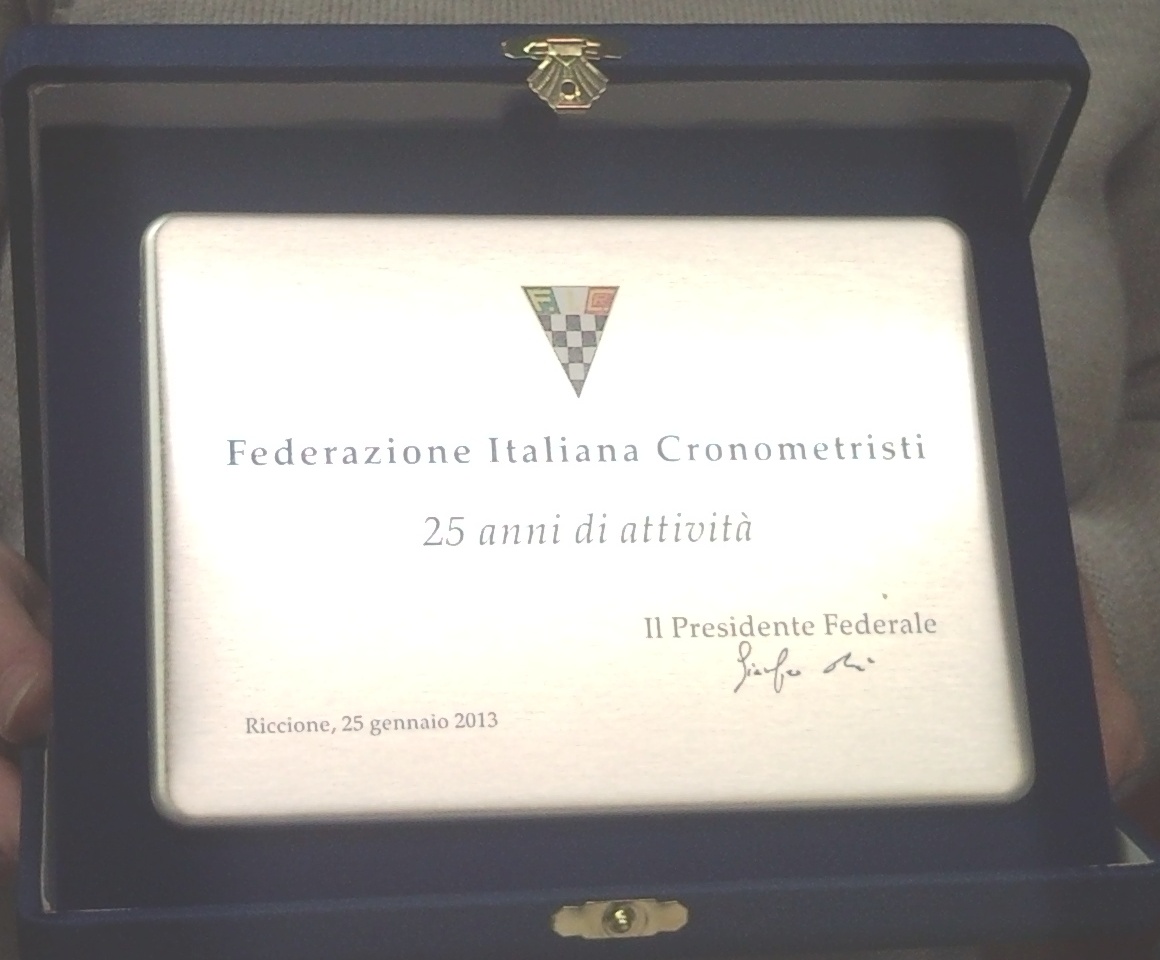 F. I. C.
Federazione Italiana Cronometristi
25 anni di attività
Il Presidente Federale
Riccione, 25 gennaio 2013